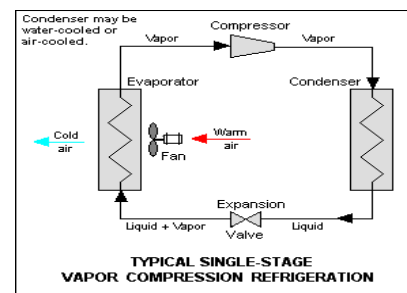 Condenser may be
water-cooled or
air-cooled.
Compressor
Vapor
Vapor
Evaporator
Condenser
Cold
air
Warm
air
Fan
Expansion
Valve
Liquid + Vapor
Liquid
TYPICAL SINGLE-STAGE
VAPOR COMPRESSION REFRIGERATION